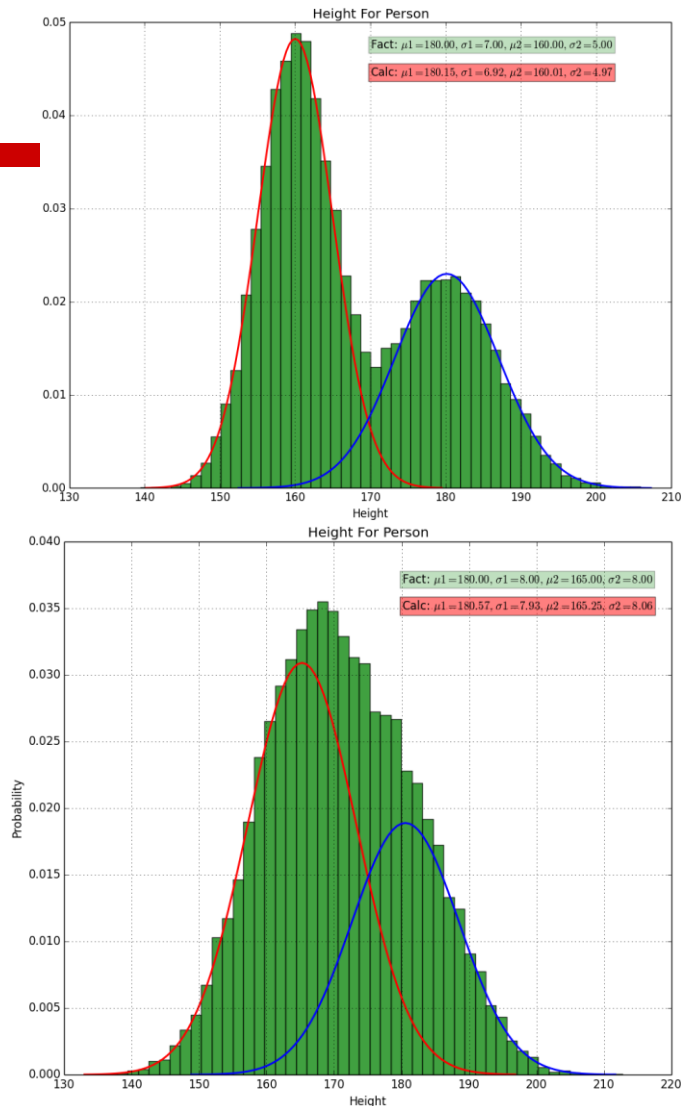 Height For Person
Fact: μ1=180.00, σ1=7.00, μ2=160.00, σ2=5.00
Calc: μ1=180.15, σ1=6.92, μ2=160.01, σ2=4.97
0.05
0.04
0.03
0.02
0.01
0.00
130 140 150 160 170 180 190 200 210
Height
Height For Person
Fact: μ1=180.00, σ1=8.00, μ2=165.00, σ2=8.00
Calc: μ1=180.57, σ1=7.93, μ2=165.25, σ2=8.06
0.040
0.035
0.030
0.025
0.020
0.015
0.010
0.005
0.000
Probability
130 140 150 160 170 180 190 200 210 220
Height